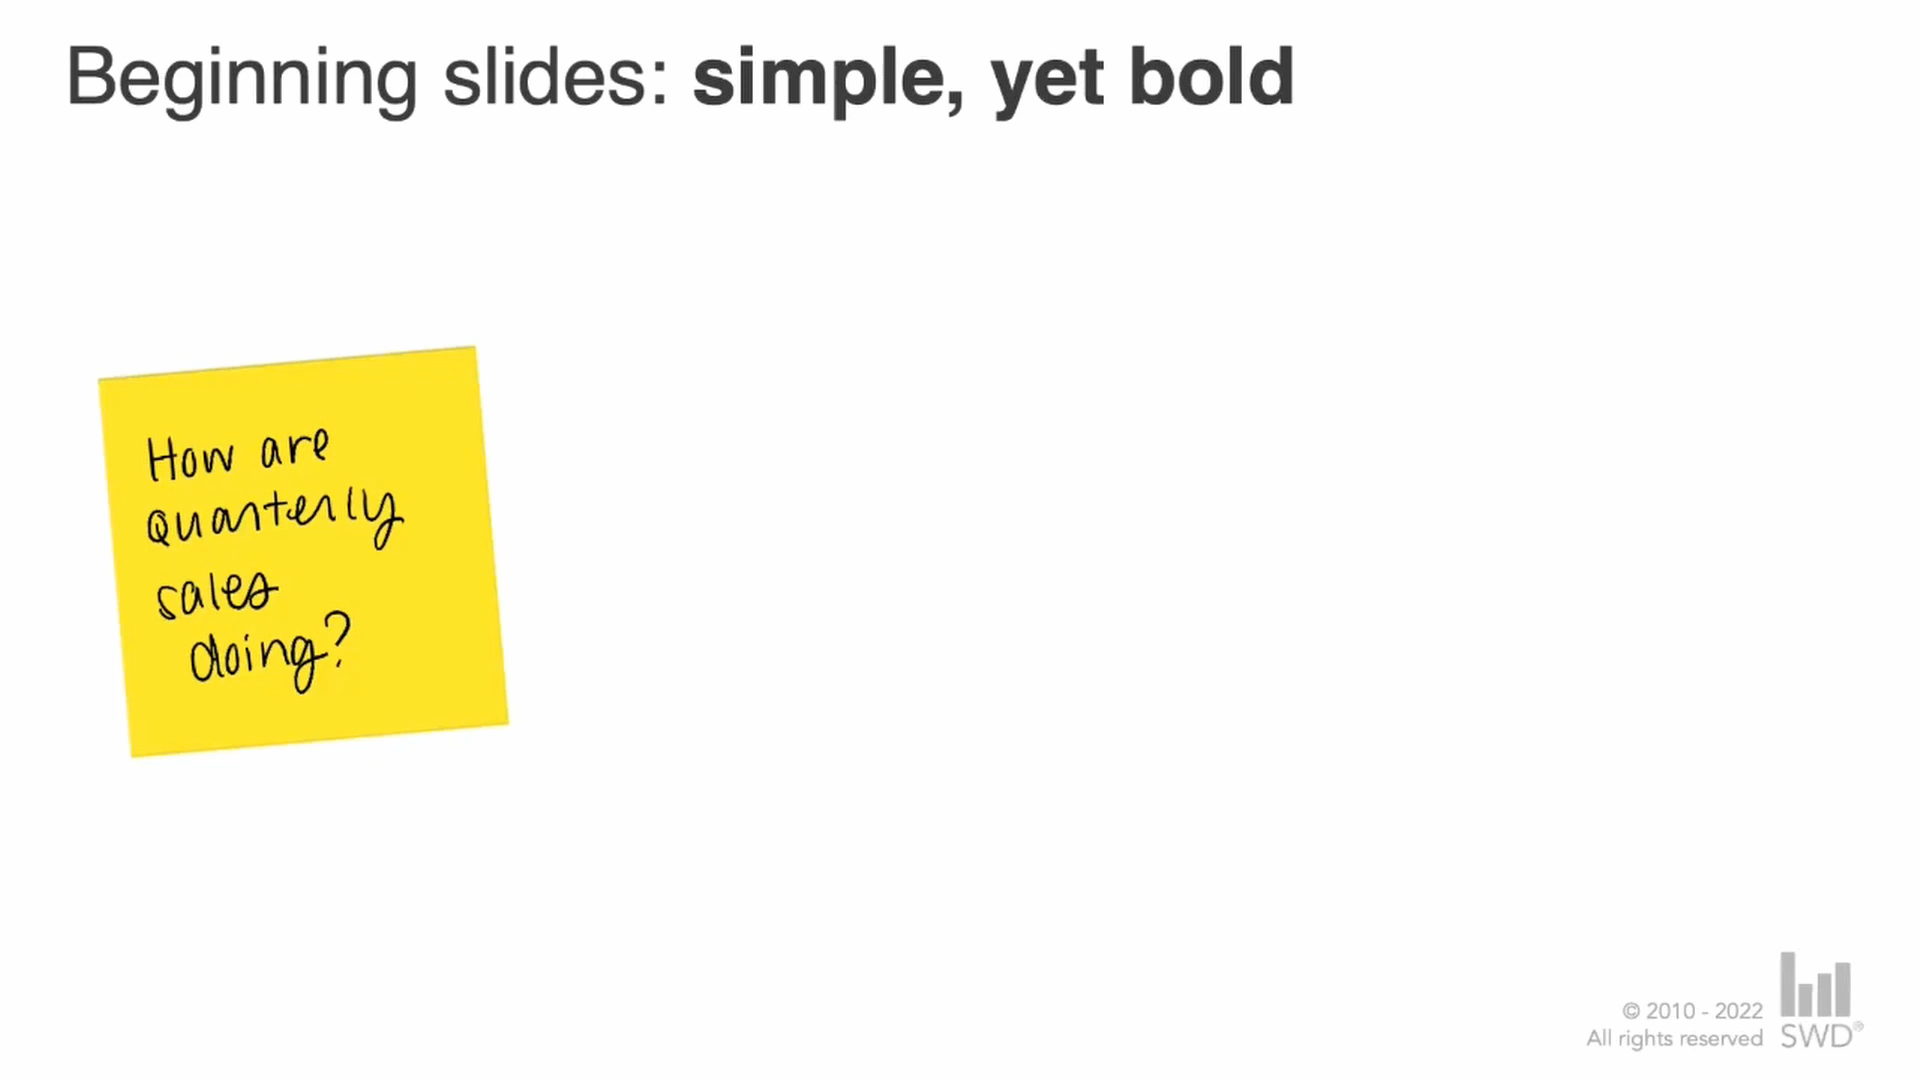 Beginning slides: simple, yet bold
How are
quarterly
sales
doing?
© 2010 - 2022
All rights reserved
SWD®